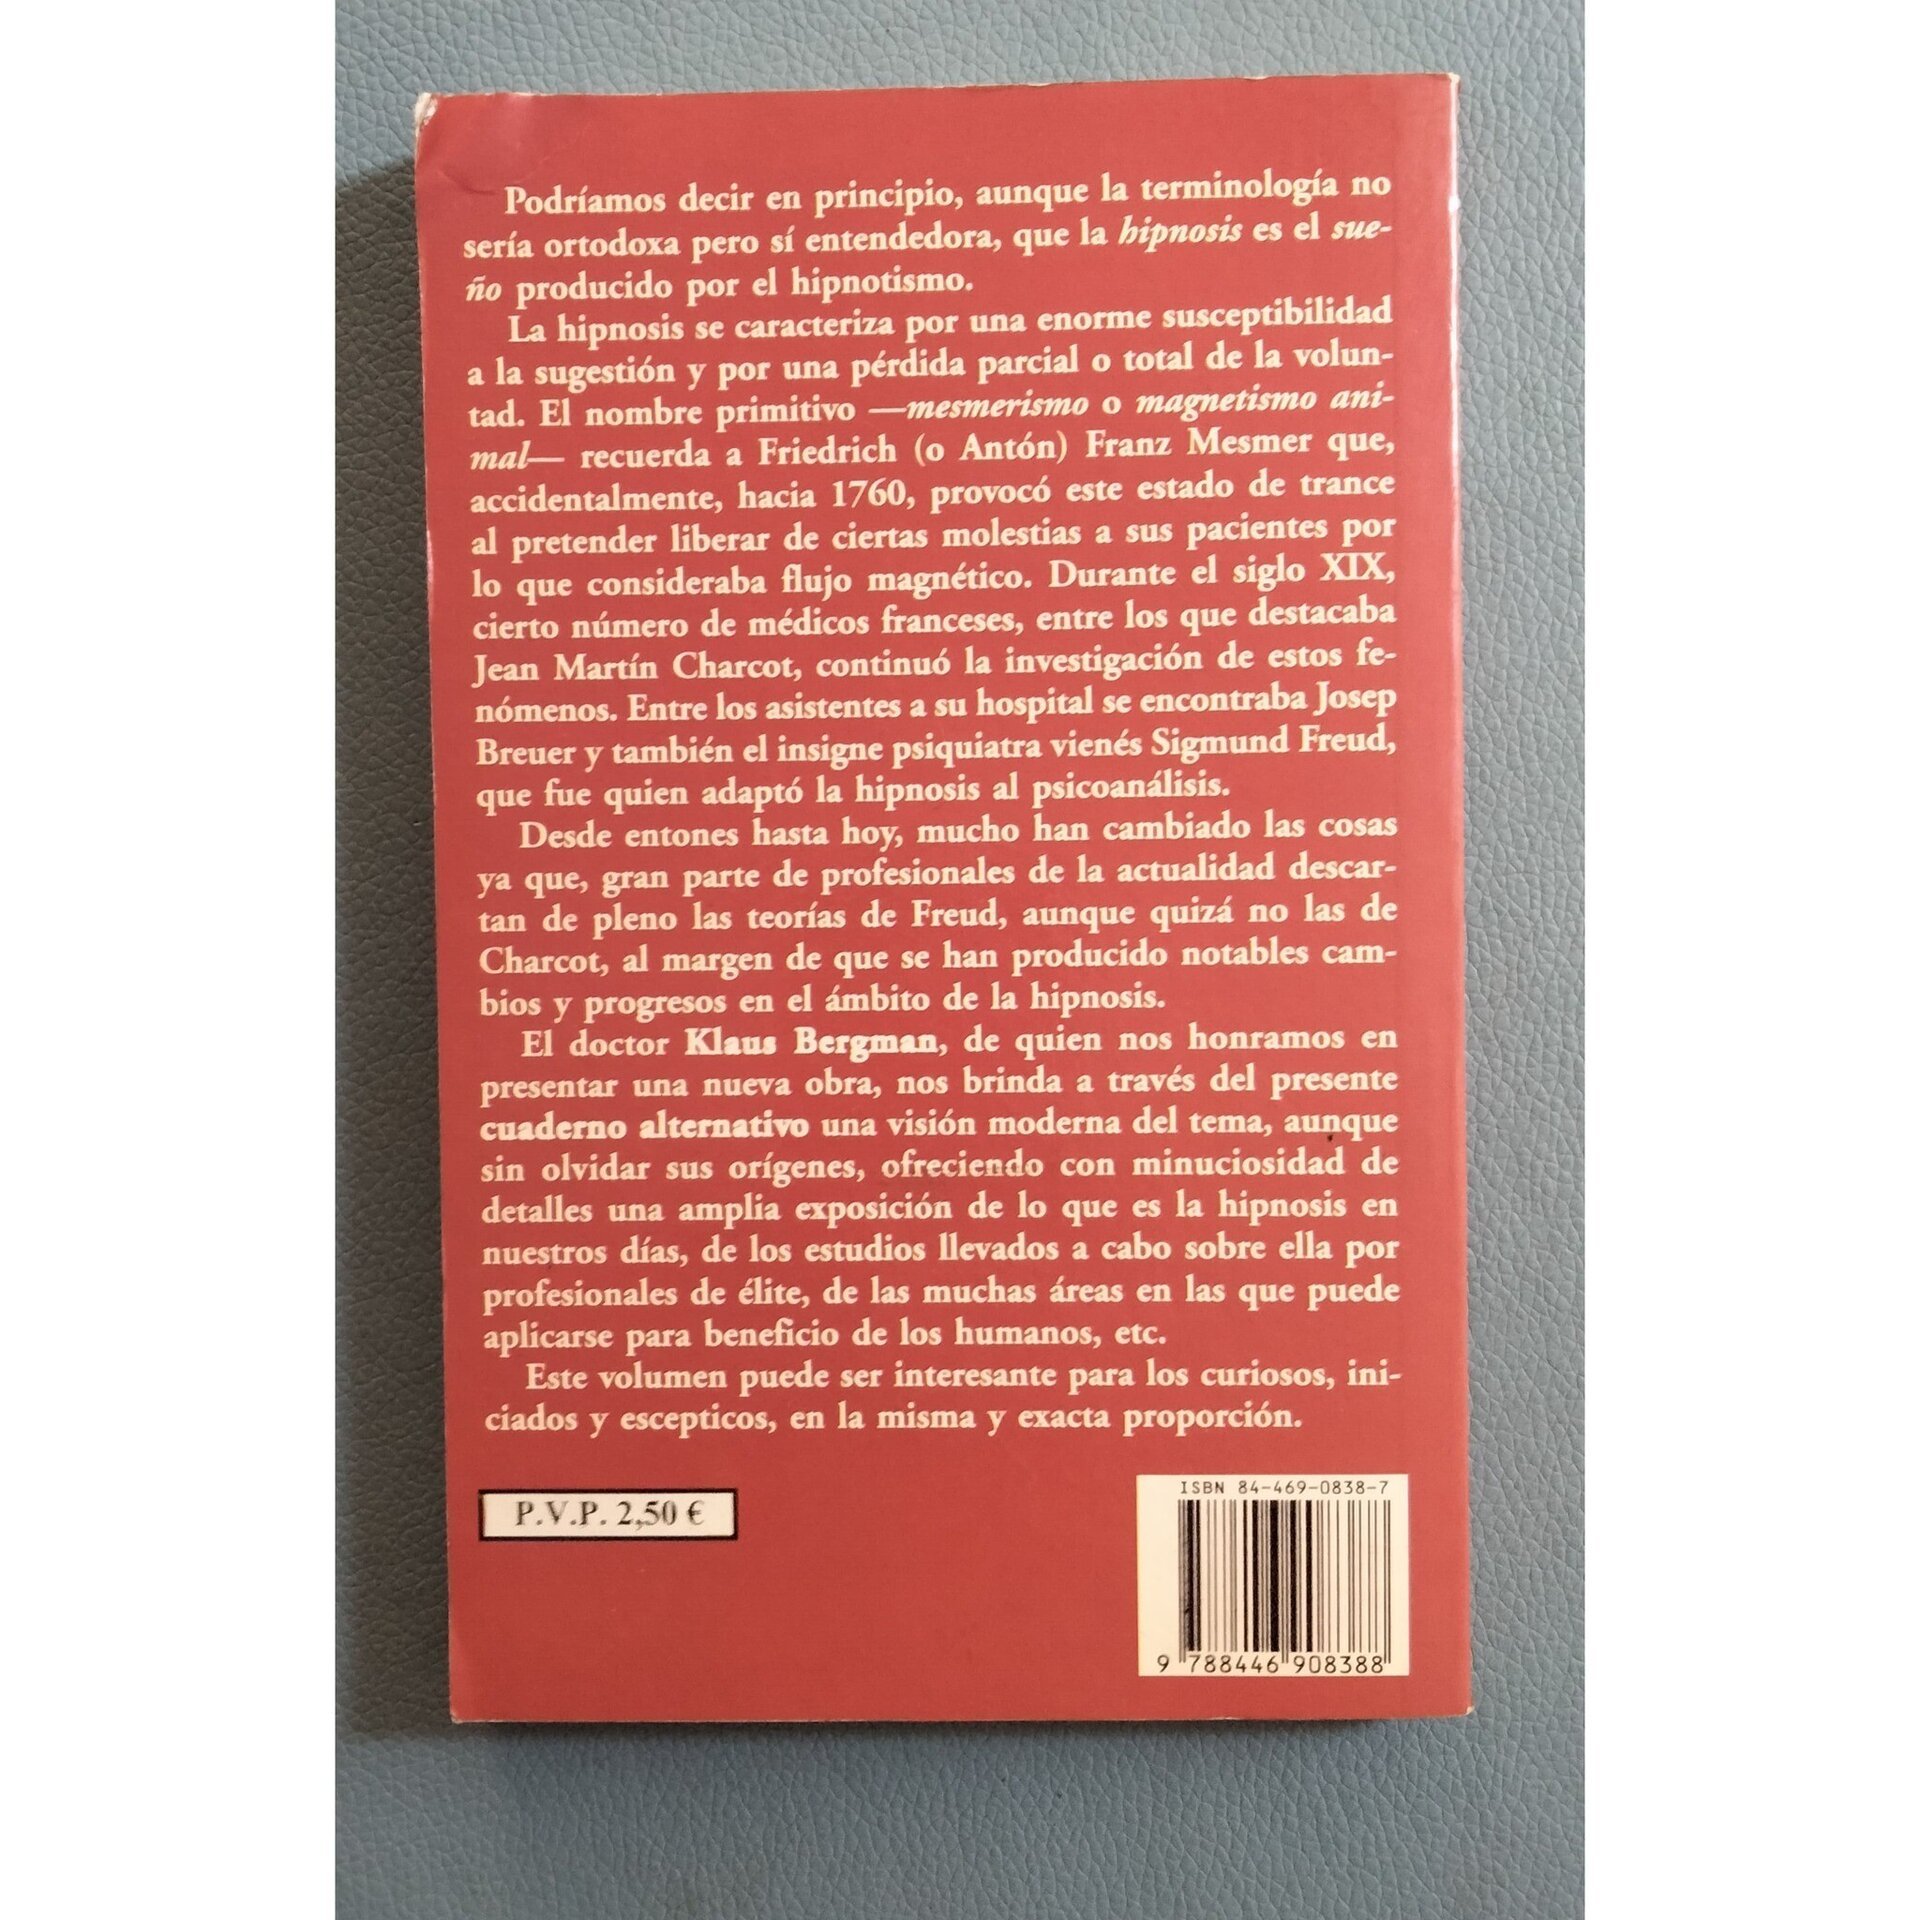 Podríamos decir en principio, aunque la terminología no
sería ortodoxa pero sí entendedora, que la hipnosis es el sue-
ño producido por el hipnotismo.
La hipnosis se caracteriza por una enorme susceptibilidad
a la sugestión y por una pérdida parcial o total de la volun-
tad. El nombre primitivo —mesmerismo o magnetismo ani-
mal— recuerda a Friedrich (o Antón) Franz Mesmer que,
accidentalmente, hacia 1760, provocó este estado de trance
al pretender liberar de ciertas molestias a sus pacientes por
lo que consideraba flujo magnético. Durante el siglo XIX,
cierto número de médicos franceses, entre los que destacaba
Jean Martín Charcot, continuó la investigación de estos fe-
nómenos. Entre los asistentes a su hospital se encontraba Josep
Breuer y también el insigne psiquiatra vienés Sigmund Freud,
que fue quien adaptó la hipnosis al psicoanálisis.
Desde entones hasta hoy, mucho han cambiado las cosas
ya que, gran parte de profesionales de la actualidad descar-
tan de pleno las teorías de Freud, aunque quizá no las de
Charcot, al margen de que se han producido notables cam-
bios y progresos en el ámbito de la hipnosis.
El doctor Klaus Bergman, de quien nos honramos en
presentar una nueva obra, nos brinda a través del presente
cuaderno alternativo una visión moderna del tema, aunque
sin olvidar sus orígenes, ofreciendo con minuciosidad de
detalles una amplia exposición de lo que es la hipnosis en
nuestros días, de los estudios llevados a cabo sobre ella por
profesionales de élite, de las muchas áreas en las que puede
aplicarse para beneficio de los humanos, etc.
Este volumen puede ser interesante para los curiosos, ini-
ciados y escepticos, en la misma y exacta proporción.
P.V.P. 2,50 €
ISBN 84-469-0838-7
9 788446 908388